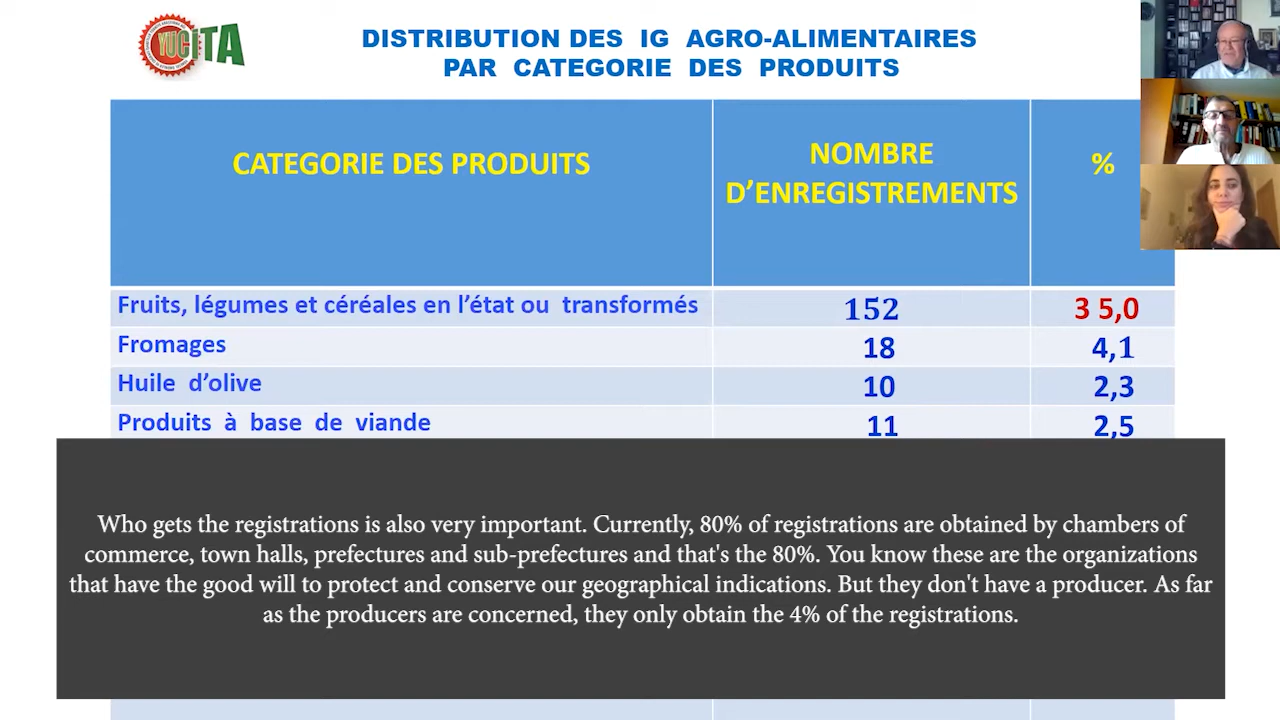 YUCITA
DISTRIBUTION DES IG AGRO-ALIMENTAIRES
PAR CATEGORIE DES PRODUITS
CATEGORIE DES PRODUITS
NOMBRE
D’ENREGISTREMENTS
%
Fruits, légumes et céréales en l’état ou transformés 152 3 5,0
Fromages 18 4,1
Huile d’olive 10 2,3
Produits à base de viande 11 2,5
Who gets the registrations is also very important. Currently, 80% of registrations are obtained by chambers of
commerce, town halls, prefectures and sub-prefectures and that's the 80%. You know these are the organizations
that have the good will to protect and conserve our geographical indications. But they don't have a producer. As far
as the producers are concerned, they only obtain the 4% of the registrations.